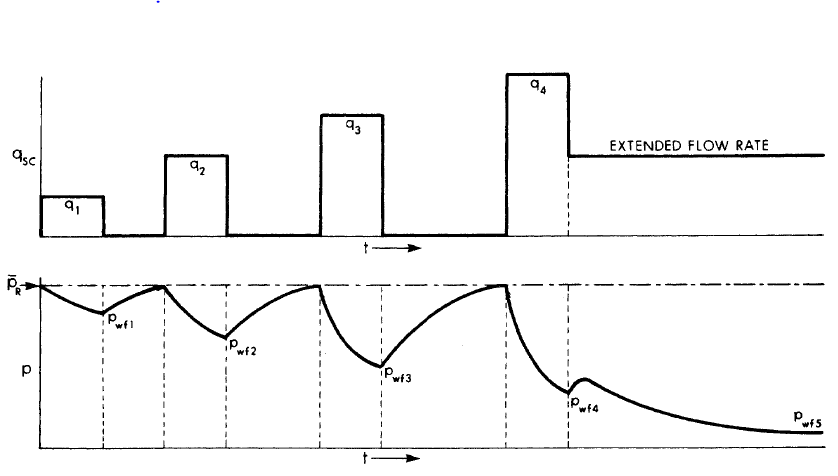 q4
q3
EXTENDED FLOW RATE
qSC
q2
q1
t
p̅R
pwf1
pwf2
p
pwf3
pwf4
pwf5
t